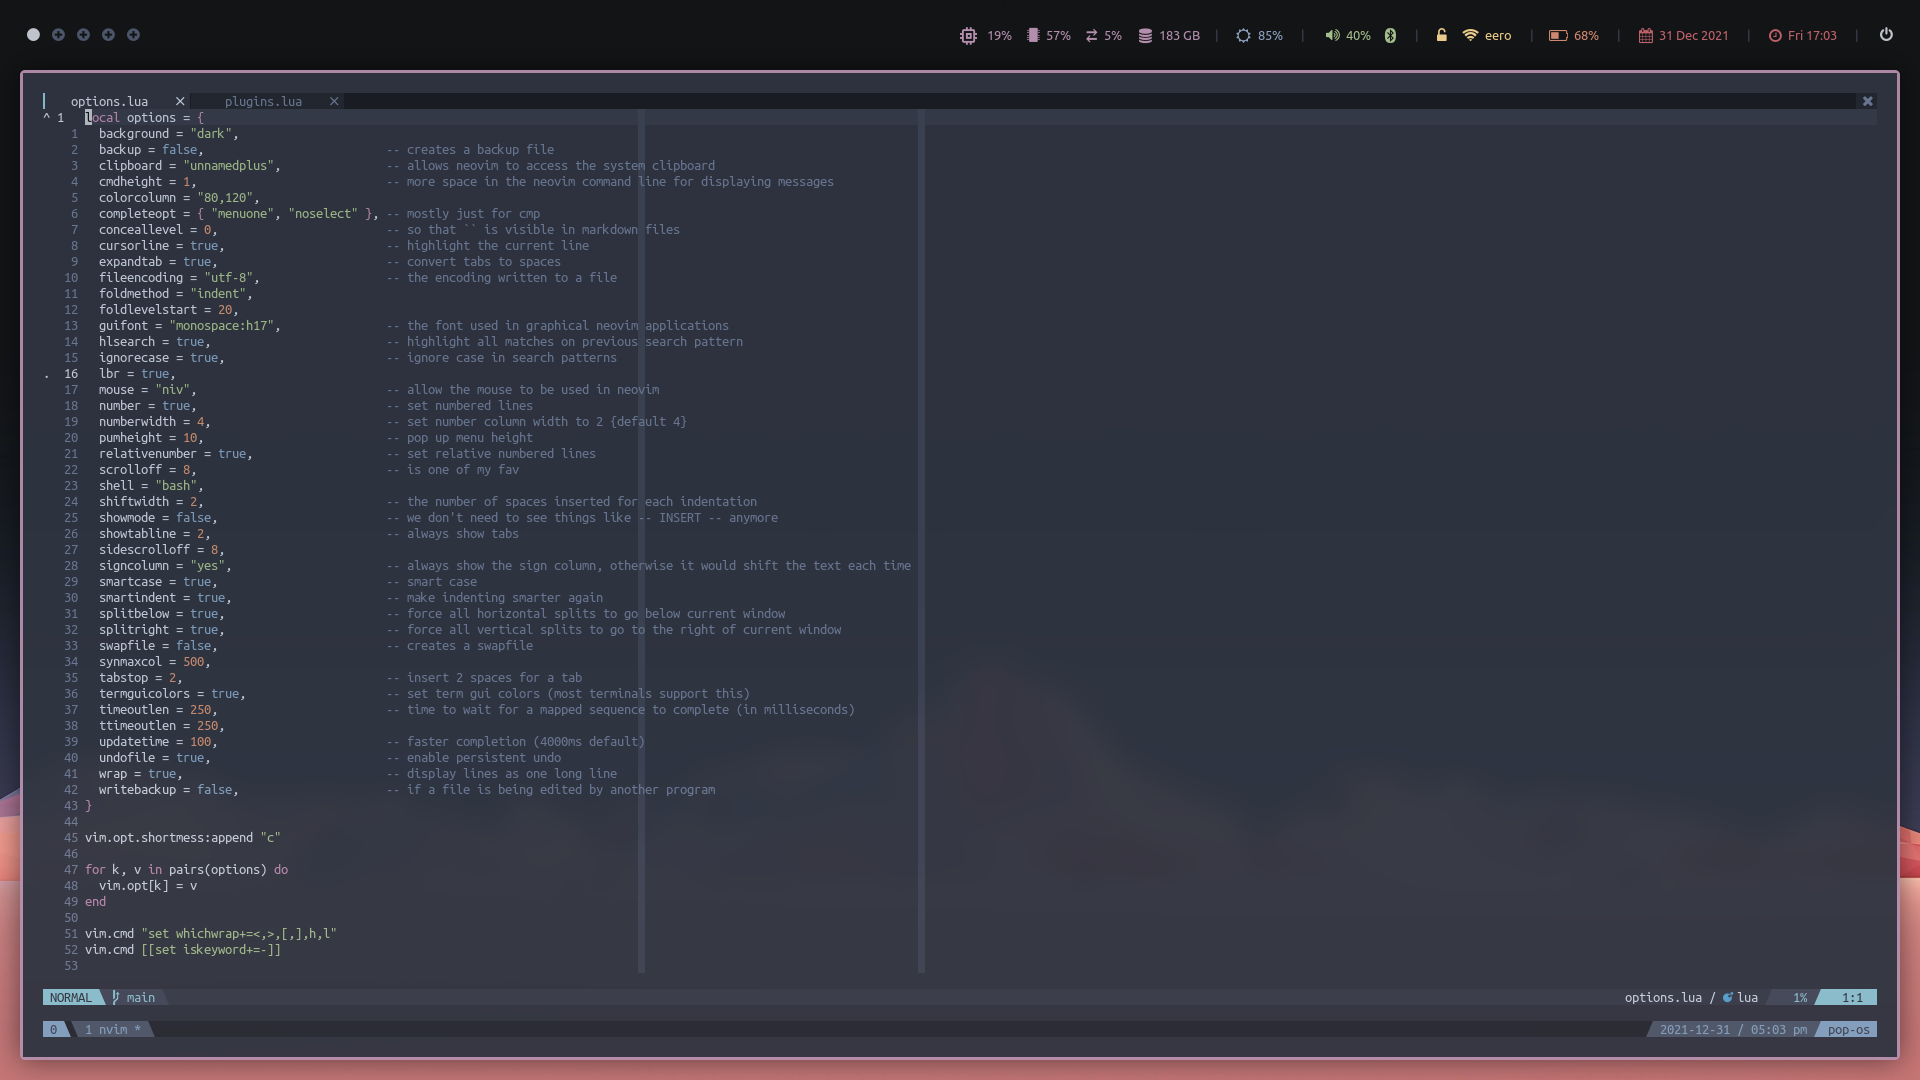 19% 57% 5% 183 GB | 85% | 40% | eero | 68% | 31 Dec 2021 | Fri 17:03 |
options.lua × plugins.lua ×
^ 1 local options = {
1 background = "dark",
2 backup = false, -- creates a backup file
3 clipboard = "unnamedplus", -- allows neovim to access the system clipboard
4 cmdheight = 1, -- more space in the neovim command line for displaying messages
5 colorcolumn = "80,120",
6 completeopt = { "menuone", "noselect" }, -- mostly just for cmp
7 conceallevel = 0, -- so that `` is visible in markdown files
8 cursorline = true, -- highlight the current line
9 expandtab = true, -- convert tabs to spaces
10 fileencoding = "utf-8", -- the encoding written to a file
11 foldmethod = "indent",
12 foldlevelstart = 20,
13 guifont = "monospace:h17", -- the font used in graphical neovim applications
14 hlsearch = true, -- highlight all matches on previous search pattern
15 ignorecase = true, -- ignore case in search patterns
. 16 lbr = true,
17 mouse = "niv", -- allow the mouse to be used in neovim
18 number = true, -- set numbered lines
19 numberwidth = 4, -- set number column width to 2 {default 4}
20 pumheight = 10, -- pop up menu height
21 relativenumber = true, -- set relative numbered lines
22 scrolloff = 8, -- is one of my fav
23 shell = "bash",
24 shiftwidth = 2, -- the number of spaces inserted for each indentation
25 showmode = false, -- we don't need to see things like -- INSERT -- anymore
26 showtabline = 2, -- always show tabs
27 sidescrolloff = 8,
28 signcolumn = "yes", -- always show the sign column, otherwise it would shift the text each time
29 smartcase = true, -- smart case
30 smartindent = true, -- make indenting smarter again
31 splitbelow = true, -- force all horizontal splits to go below current window
32 splitright = true, -- force all vertical splits to go to the right of current window
33 swapfile = false, -- creates a swapfile
34 synmaxcol = 500,
35 tabstop = 2, -- insert 2 spaces for a tab
36 termguicolors = true, -- set term gui colors (most terminals support this)
37 timeoutlen = 250, -- time to wait for a mapped sequence to complete (in milliseconds)
38 ttimeoutlen = 250,
39 updatetime = 100, -- faster completion (4000ms default)
40 undofile = true, -- enable persistent undo
41 wrap = true, -- display lines as one long line
42 writebackup = false, -- if a file is being edited by another program
43 }
44
45 vim.opt.shortmess:append "c"
46
47 for k, v in pairs(options) do
48 vim.opt[k] = v
49 end
50
51 vim.cmd "set whichwrap+=<,>,[,],h,l"
52 vim.cmd [[set iskeyword+=-]]
53
NORMAL main options.lua / lua 1% 1:1
0 1 nvim * 2021-12-31 / 05:03 pm pop-os